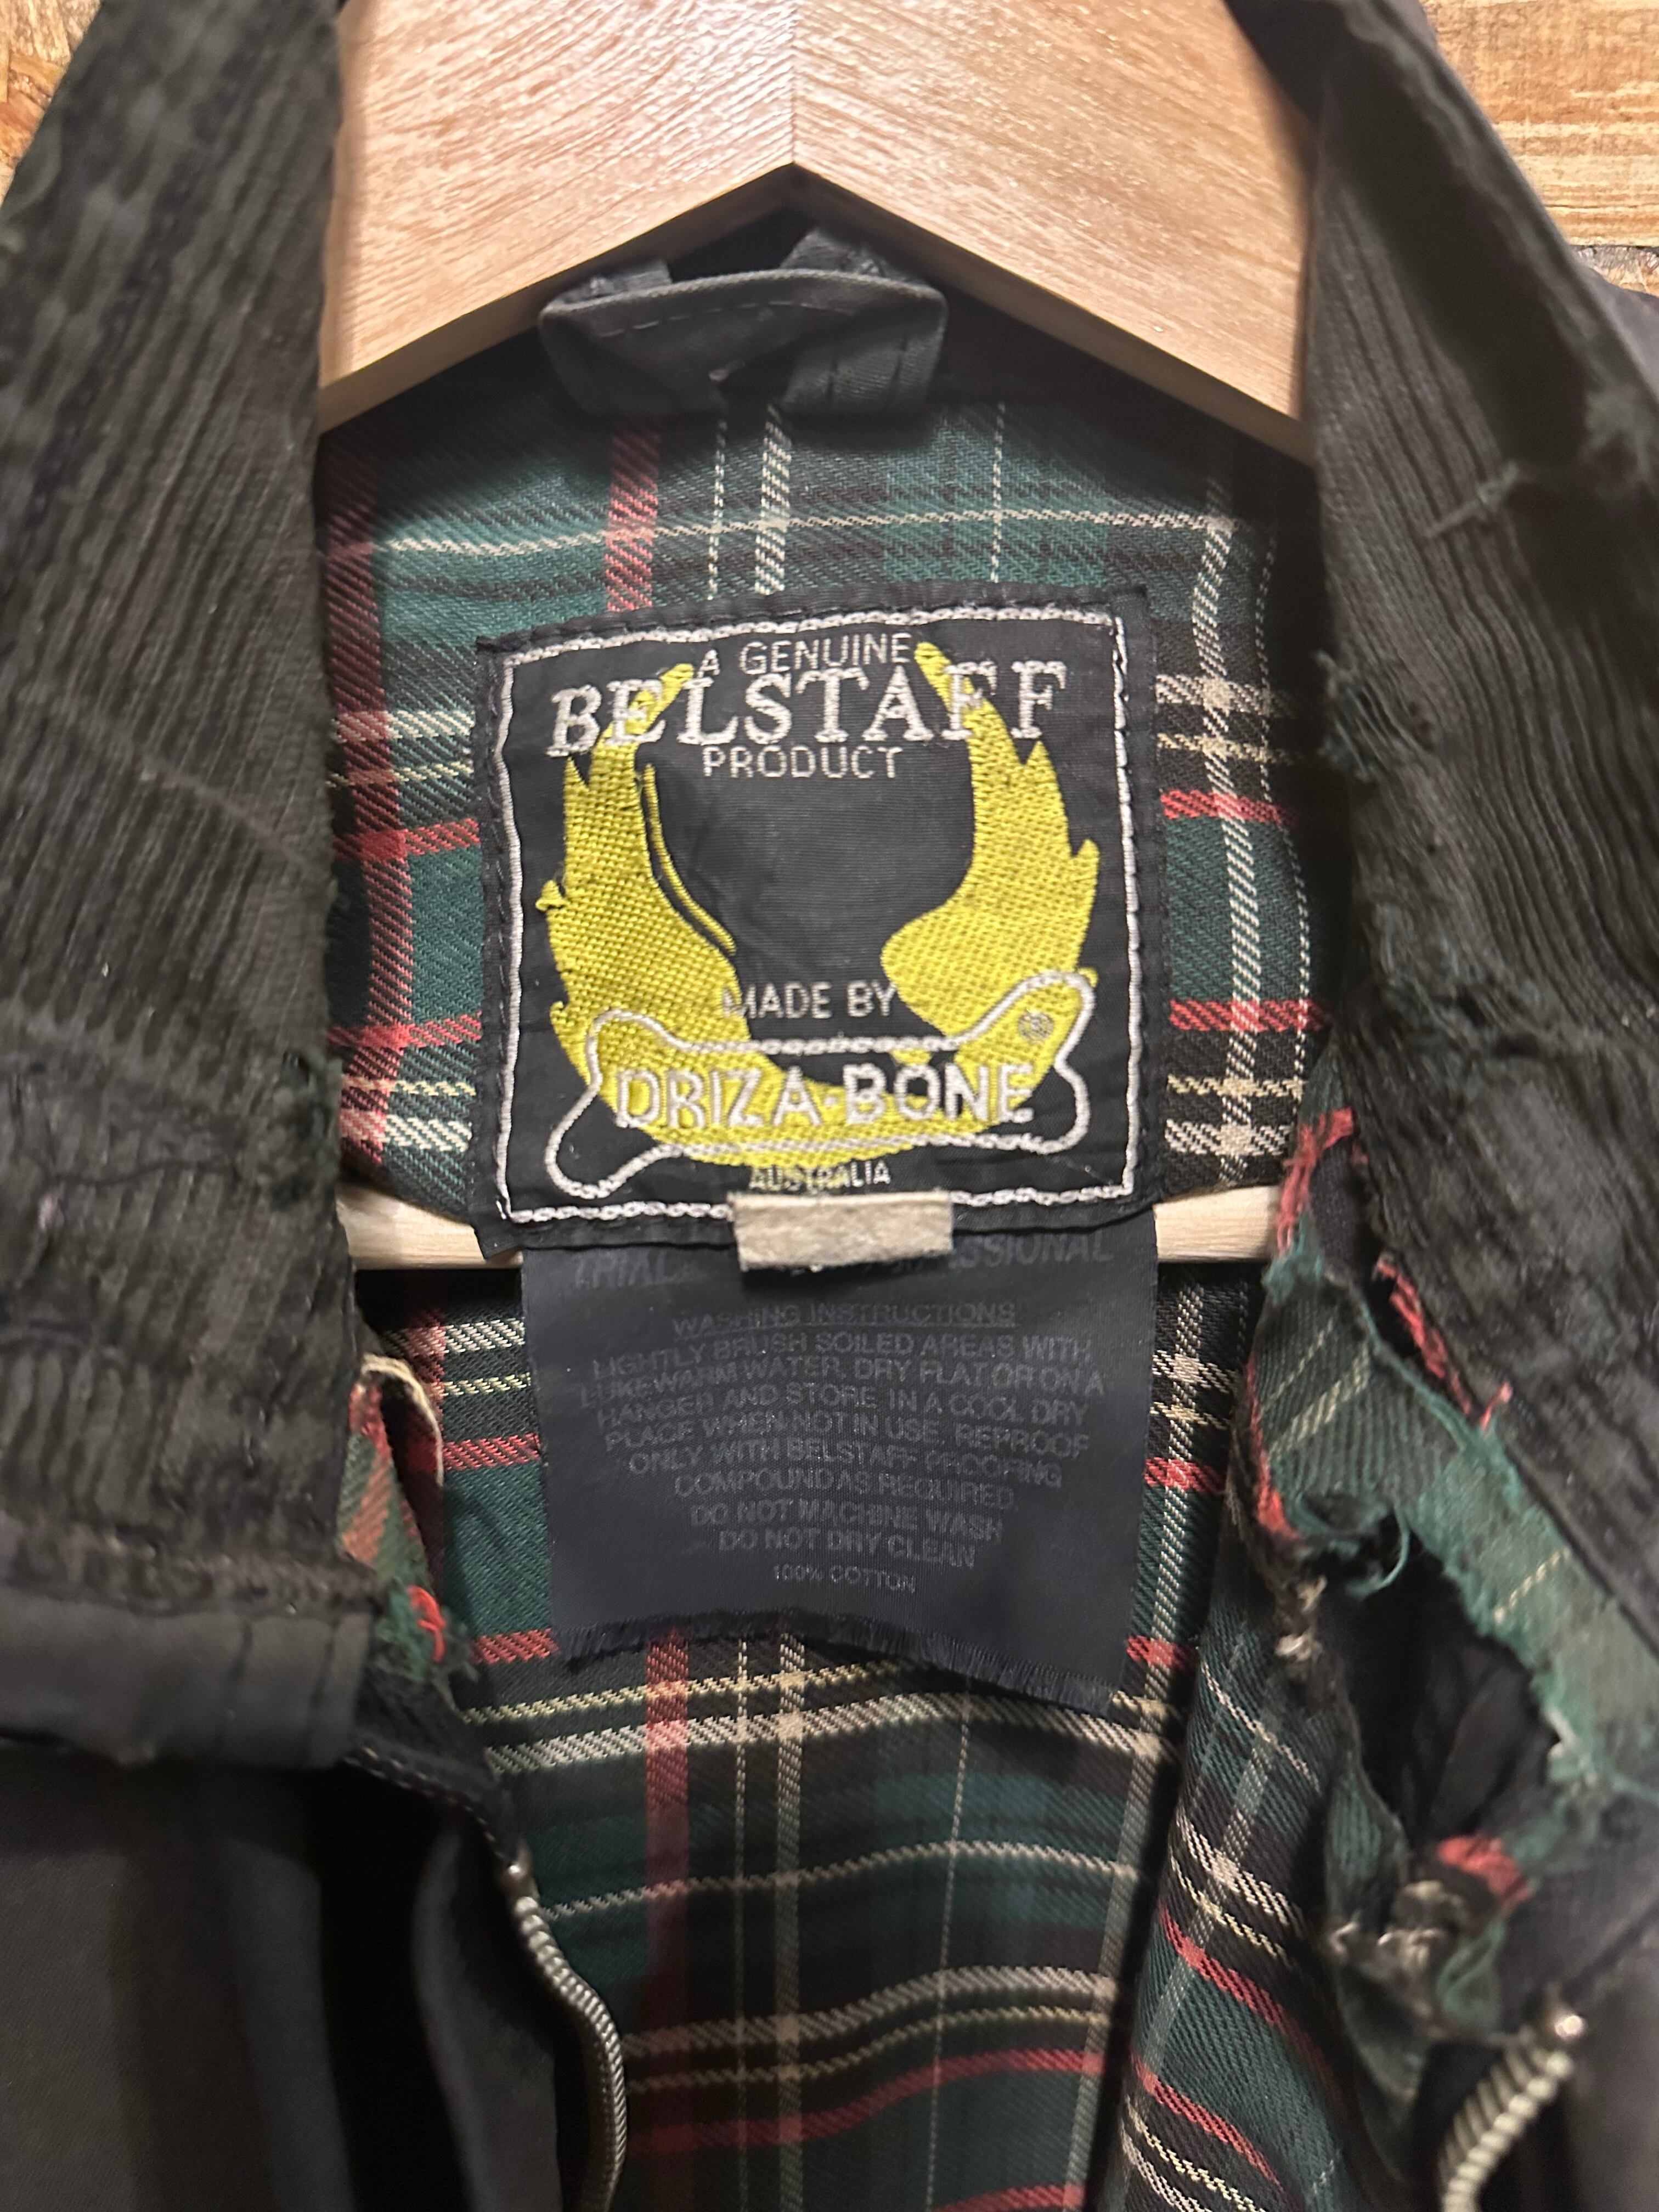 A GENUINE
BELSTAFF
PRODUCT
MADE BY
DRIZA-BONE ®
AUSTRALIA
WASHING INSTRUCTIONS
LIGHTLY BRUSH SOILED AREAS WITH
LUKEWARM WATER. DRY FLAT OR ON A
HANGER AND STORE IN A COOL DRY
PLACE WHEN NOT IN USE. REPROOF
ONLY WITH BELSTAFF PROOFING
COMPOUND AS REQUIRED.
DO NOT MACHINE WASH
DO NOT DRY CLEAN
100% COTTON